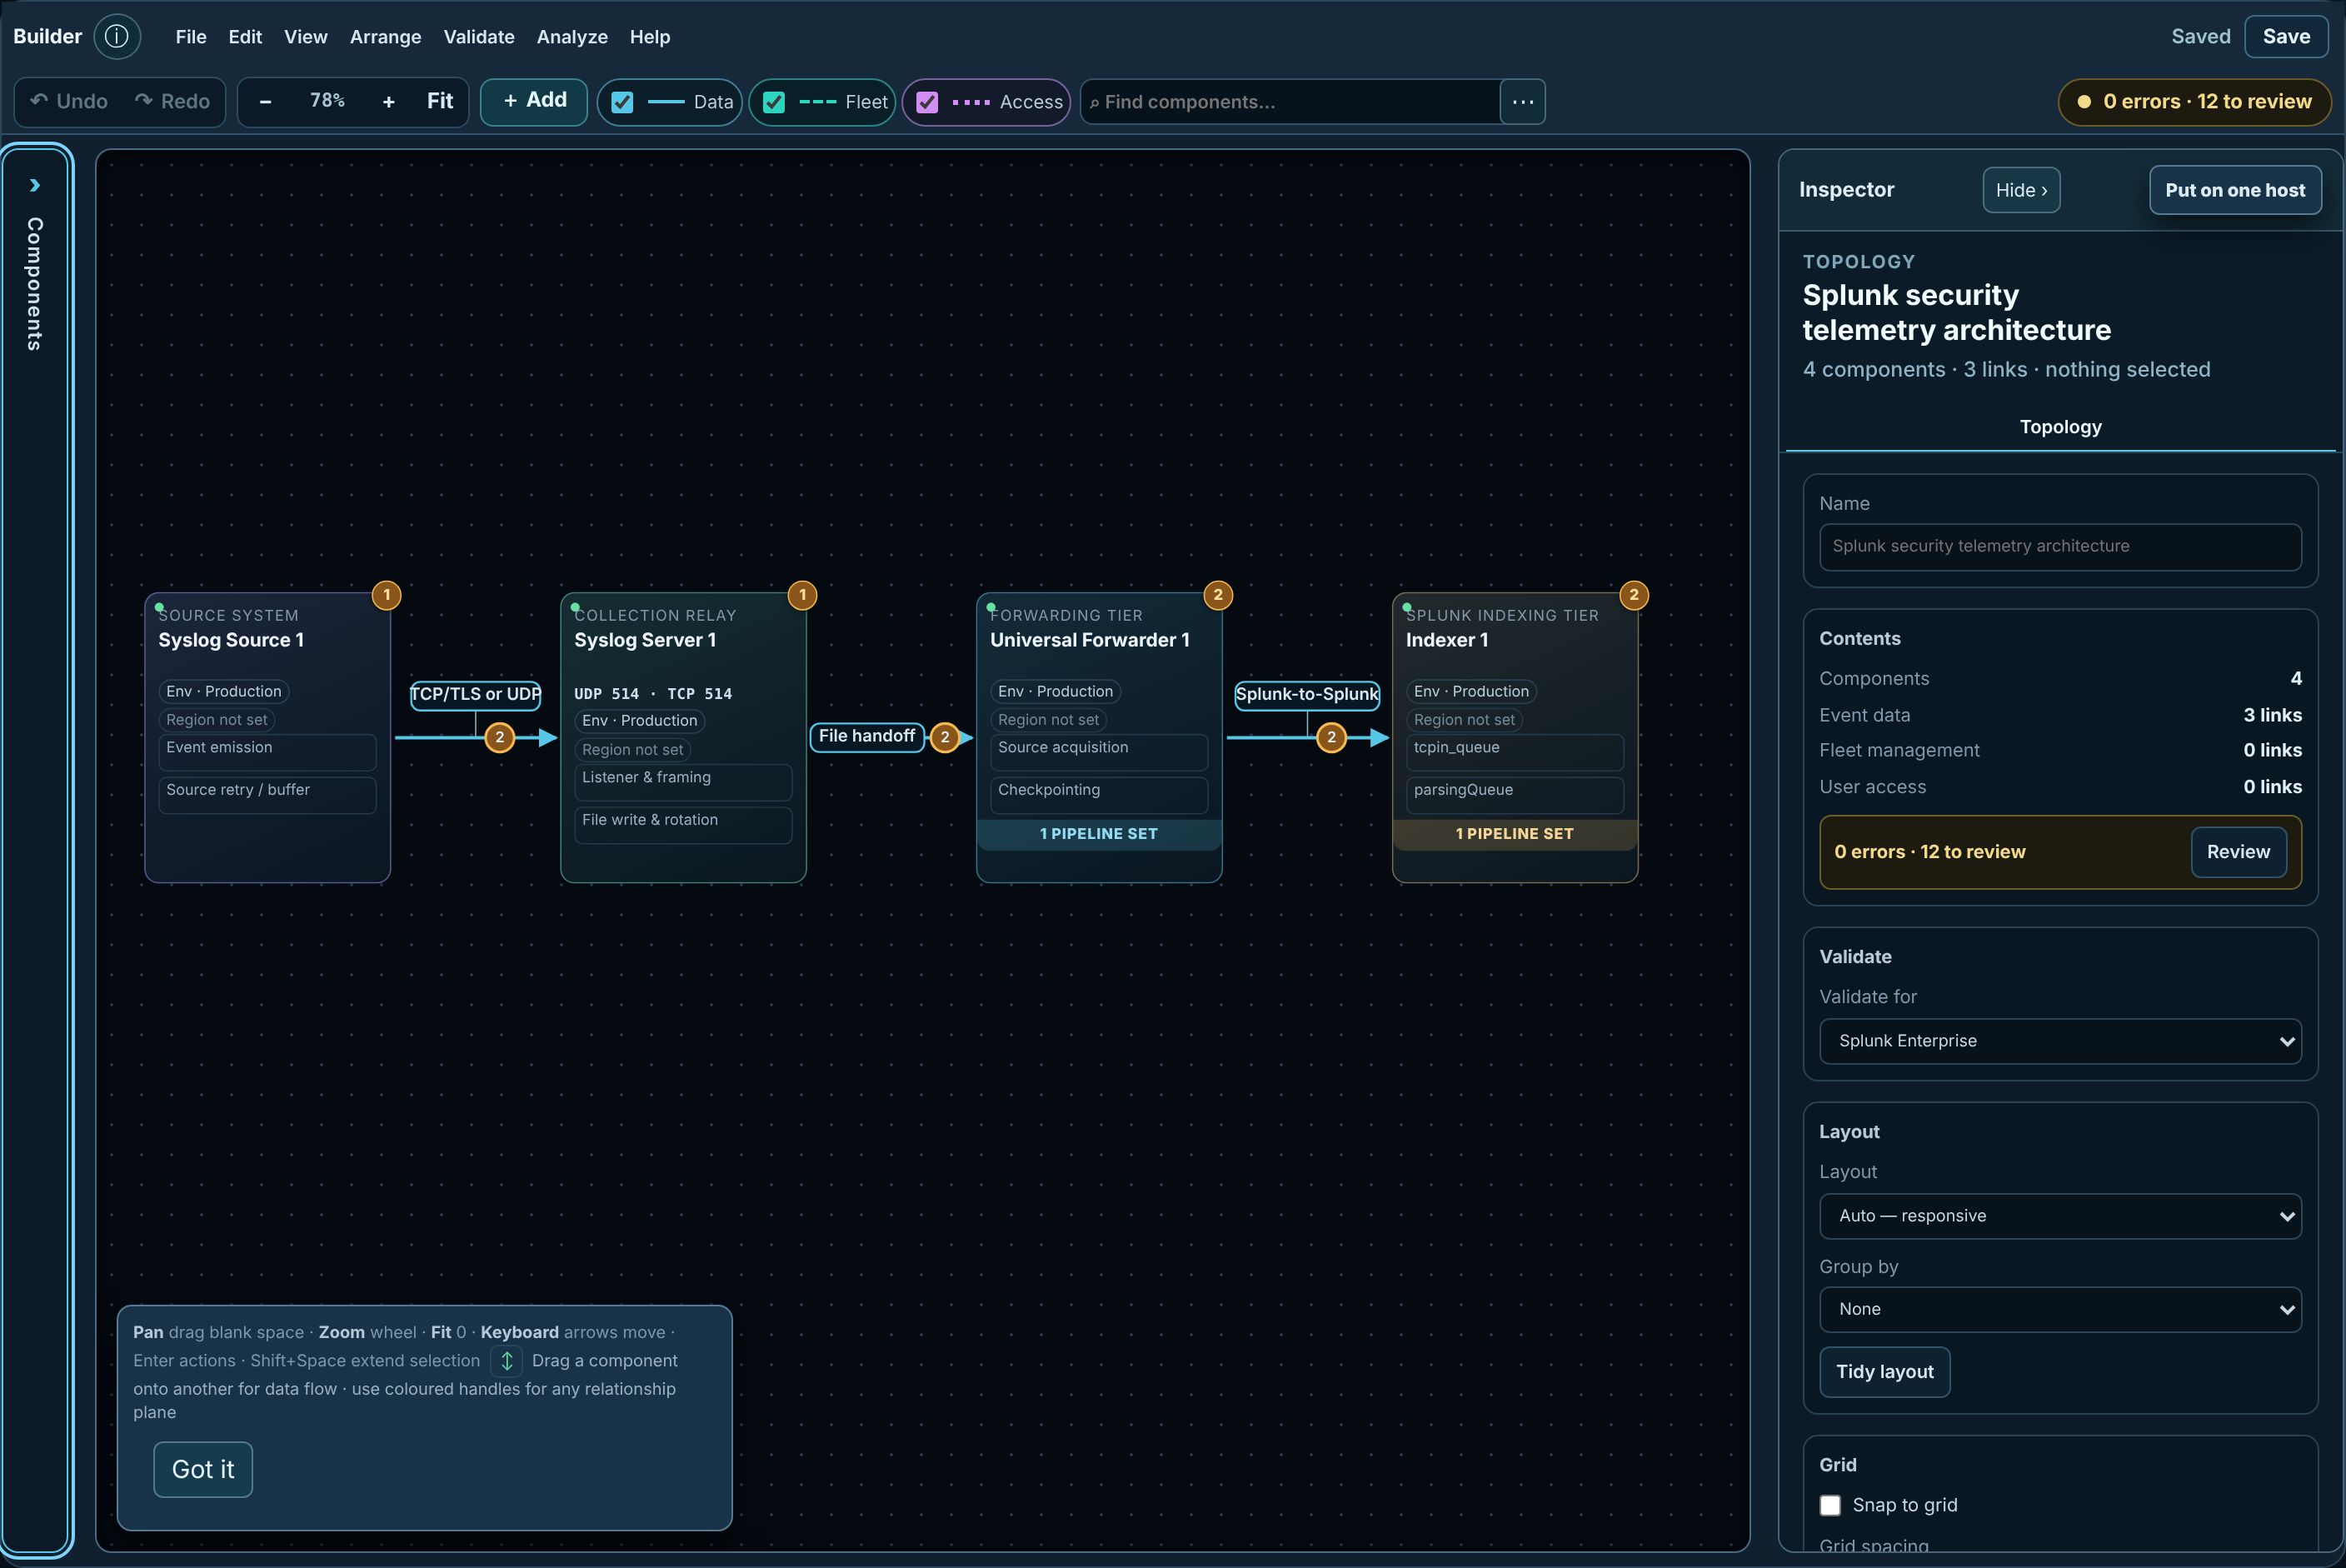 Builder ⓘ File Edit View Arrange Validate Analyze Help Saved Save
↶ Undo ↷ Redo − 78% + Fit + Add Data Fleet Access ⌕ Find components... ⋯ 0 errors · 12 to review
› Components
SOURCE SYSTEM 1
Syslog Source 1
Env · Production
Region not set
Event emission
Source retry / buffer
TCP/TLS or UDP
2
COLLECTION RELAY 1
Syslog Server 1
UDP 514 · TCP 514
Env · Production
Region not set
Listener & framing
File write & rotation
File handoff 2
FORWARDING TIER 2
Universal Forwarder 1
Env · Production
Region not set
Source acquisition
Checkpointing
1 PIPELINE SET
Splunk-to-Splunk
2
SPLUNK INDEXING TIER 2
Indexer 1
Env · Production
Region not set
tcpin_queue
parsingQueue
1 PIPELINE SET
Pan drag blank space · Zoom wheel · Fit 0 · Keyboard arrows move ·
Enter actions · Shift+Space extend selection ↕ Drag a component
onto another for data flow · use coloured handles for any relationship
plane
Got it
Inspector Hide › Put on one host
TOPOLOGY
Splunk security
telemetry architecture
4 components · 3 links · nothing selected
Topology
Name
Splunk security telemetry architecture
Contents
Components 4
Event data 3 links
Fleet management 0 links
User access 0 links
0 errors · 12 to review Review
Validate
Validate for
Splunk Enterprise
Layout
Layout
Auto — responsive
Group by
None
Tidy layout
Grid
Snap to grid
Grid spacing